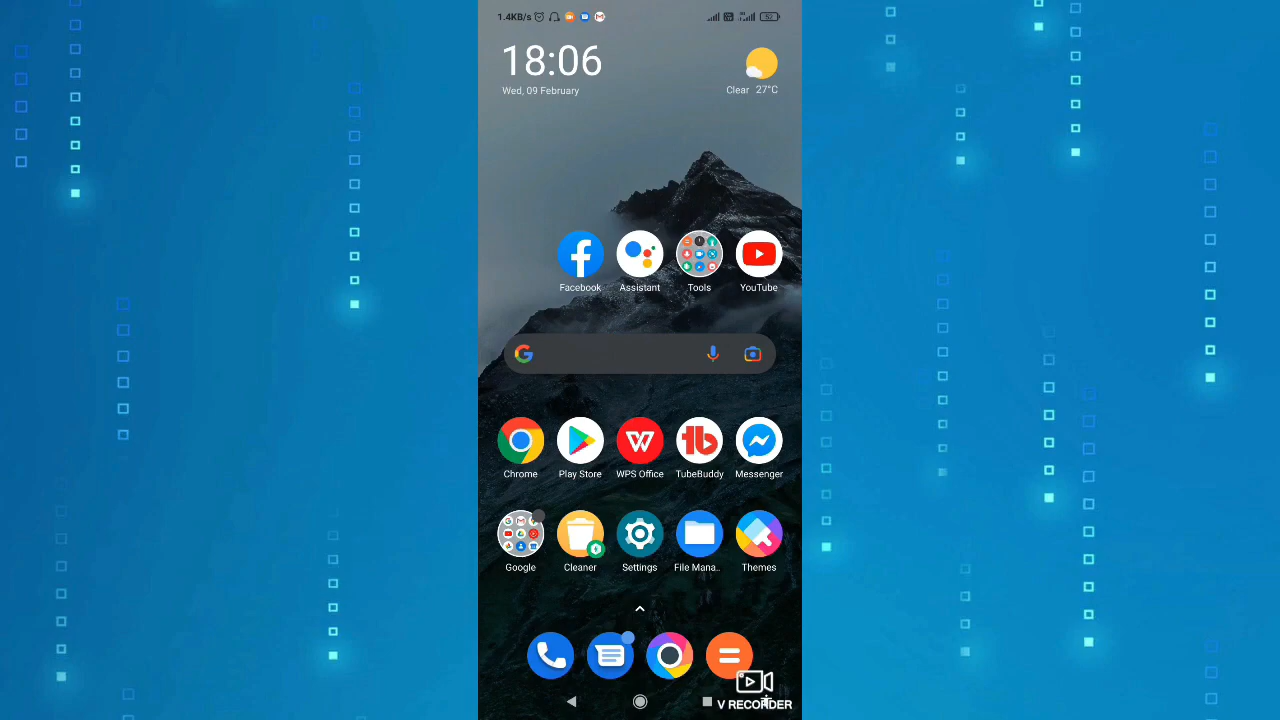 1.4KB/s
18:06
Wed, 09 February
Clear 27°C
Facebook Assistant Tools YouTube
Chrome Play Store WPS Office TubeBuddy Messenger
Google Cleaner Settings File Mana.. Themes
V RECORDER